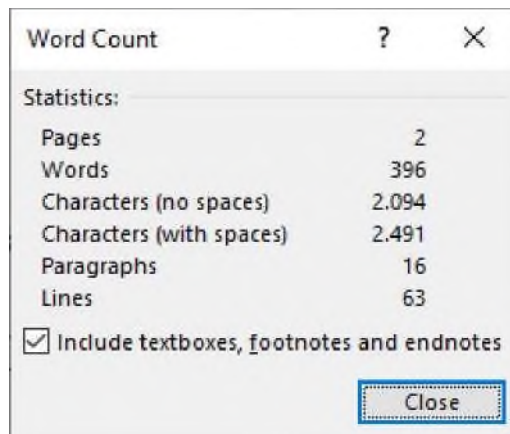 Word Count ? ×
Statistics:
Pages 2
Words 396
Characters (no spaces) 2.094
Characters (with spaces) 2.491
Paragraphs 16
Lines 63
Include textboxes, footnotes and endnotes
Close